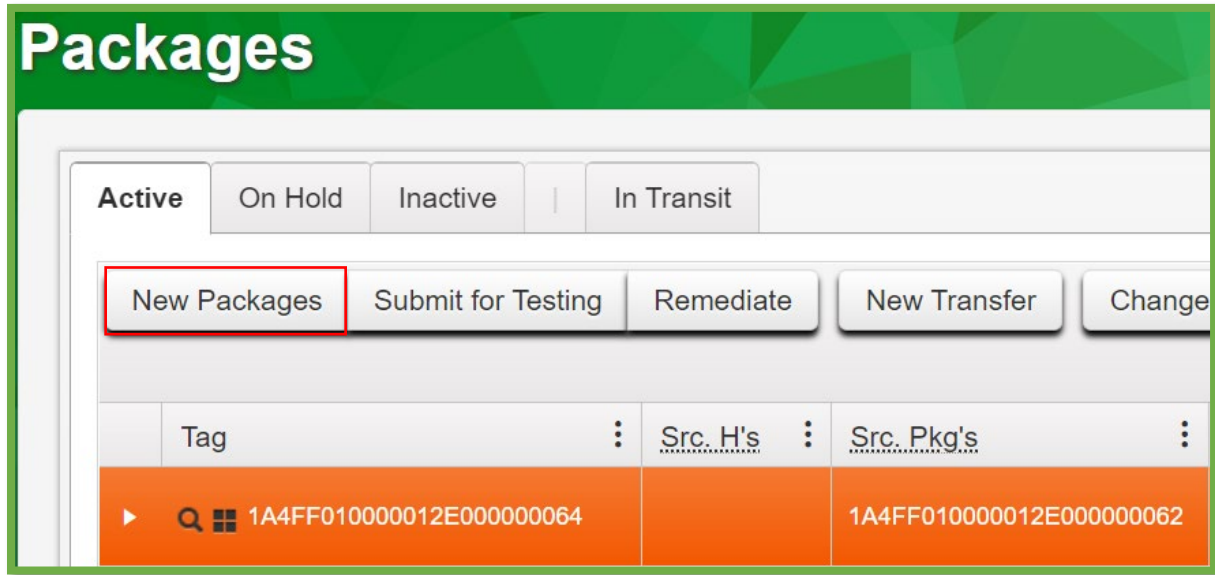 Packages
Active On Hold Inactive | In Transit
New Packages Submit for Testing Remediate New Transfer Change
Tag Src. H's Src. Pkg's
1A4FF010000012E000000064 1A4FF010000012E000000062